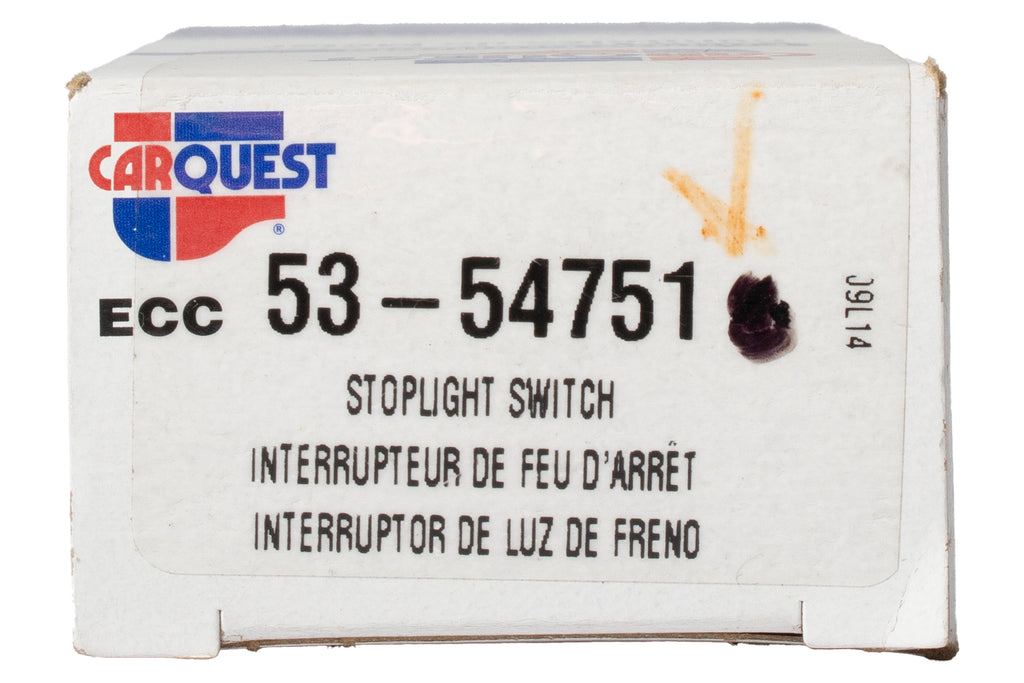 CARQUEST
®
ECC 53-54751
J9L14
STOPLIGHT SWITCH
INTERRUPTEUR DE FEU D'ARRÊT
INTERRUPTOR DE LUZ DE FRENO